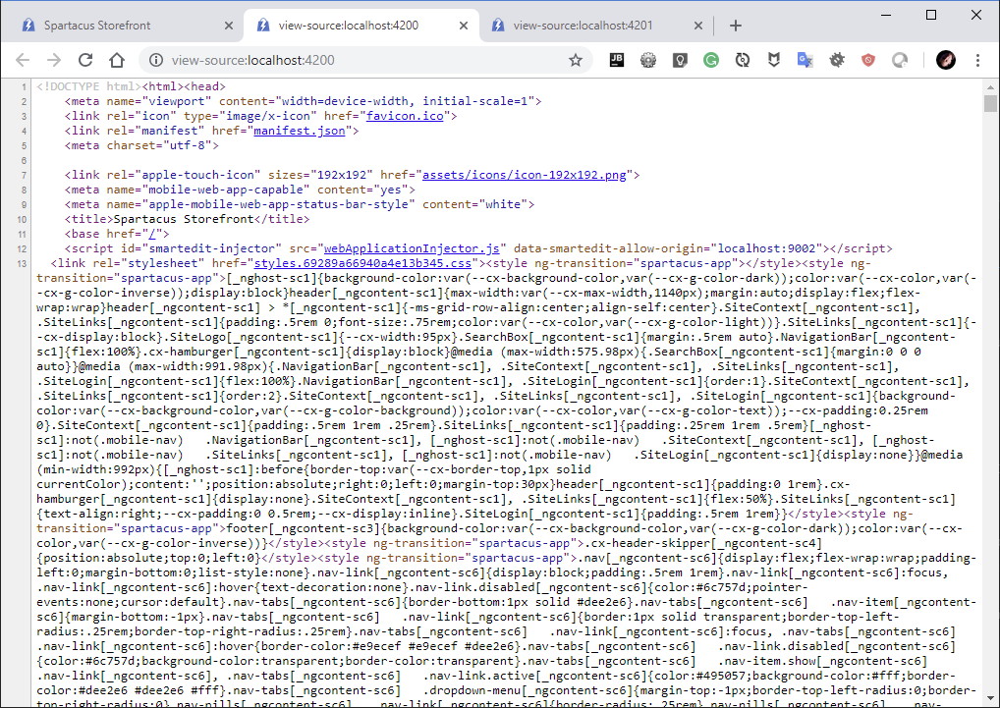 Spartacus Storefront
view-source:localhost:4200
view-source:localhost:4201
view-source:localhost:4200
JB
1 <!DOCTYPE html><html><head>
2 <meta name="viewport" content="width=device-width, initial-scale=1">
3 <link rel="icon" type="image/x-icon" href="favicon.ico">
4 <link rel="manifest" href="manifest.json">
5 <meta charset="utf-8">
6
7 <link rel="apple-touch-icon" sizes="192x192" href="assets/icons/icon-192x192.png">
8 <meta name="mobile-web-app-capable" content="yes">
9 <meta name="apple-mobile-web-app-status-bar-style" content="white">
10 <title>Spartacus Storefront</title>
11 <base href="/">
12 <script id="smartedit-injector" src="webApplicationInjector.js" data-smartedit-allow-origin="localhost:9002"></script>
13 <link rel="stylesheet" href="styles.69289a66940a4e13b345.css"><style ng-transition="spartacus-app"></style><style ng-
transition="spartacus-app">[_nghost-sc1]{background-color:var(--cx-background-color,var(--cx-g-color-dark));color:var(--cx-color,var(-
-cx-g-color-inverse));display:block}header[_ngcontent-sc1]{max-width:var(--cx-max-width,1140px);margin:auto;display:flex;flex-
wrap:wrap}header[_ngcontent-sc1] > *[_ngcontent-sc1]{-ms-grid-row-align:center;align-self:center}.SiteContext[_ngcontent-sc1],
.SiteLinks[_ngcontent-sc1]{padding:.5rem 0;font-size:.75rem;color:var(--cx-color,var(--cx-g-color-light))}.SiteLinks[_ngcontent-sc1]{-
-cx-display:block}.SiteLogo[_ngcontent-sc1]{--cx-width:95px}.SearchBox[_ngcontent-sc1]{margin:.5rem auto}.NavigationBar[_ngcontent-
sc1]{flex:100%}.cx-hamburger[_ngcontent-sc1]{display:block}@media (max-width:575.98px){.SearchBox[_ngcontent-sc1]{margin:0 0 0
auto}}@media (max-width:991.98px){.NavigationBar[_ngcontent-sc1], .SiteContext[_ngcontent-sc1], .SiteLinks[_ngcontent-sc1],
.SiteLogin[_ngcontent-sc1]{flex:100%}.NavigationBar[_ngcontent-sc1], .SiteLogin[_ngcontent-sc1]{order:1}.SiteContext[_ngcontent-sc1],
.SiteLinks[_ngcontent-sc1]{order:2}.SiteContext[_ngcontent-sc1], .SiteLinks[_ngcontent-sc1], .SiteLogin[_ngcontent-sc1]{background-
color:var(--cx-background-color,var(--cx-g-color-background));color:var(--cx-color,var(--cx-g-color-text));--cx-padding:0.25rem
0}.SiteContext[_ngcontent-sc1]{padding:.5rem 1rem .25rem}.SiteLinks[_ngcontent-sc1]{padding:.25rem 1rem .5rem}[_nghost-
sc1]:not(.mobile-nav) .NavigationBar[_ngcontent-sc1], [_nghost-sc1]:not(.mobile-nav) .SiteContext[_ngcontent-sc1], [_nghost-
sc1]:not(.mobile-nav) .SiteLinks[_ngcontent-sc1], [_nghost-sc1]:not(.mobile-nav) .SiteLogin[_ngcontent-sc1]{display:none}}@media
(min-width:992px){[_nghost-sc1]:before{border-top:var(--cx-border-top,1px solid
currentColor);content:'';position:absolute;right:0;left:0;margin-top:30px}header[_ngcontent-sc1]{padding:0 1rem}.cx-
hamburger[_ngcontent-sc1]{display:none}.SiteContext[_ngcontent-sc1], .SiteLinks[_ngcontent-sc1]{flex:50%}.SiteLinks[_ngcontent-sc1]
{text-align:right;--cx-padding:0 0.5rem;--cx-display:inline}.SiteLogin[_ngcontent-sc1]{padding:.5rem 1rem}}</style><style ng-
transition="spartacus-app">footer[_ngcontent-sc3]{background-color:var(--cx-background-color,var(--cx-g-color-dark));color:var(--cx-
color,var(--cx-g-color-inverse))}</style><style ng-transition="spartacus-app">.cx-header-skipper[_ngcontent-sc4]
{position:absolute;top:0;left:0}</style><style ng-transition="spartacus-app">.nav[_ngcontent-sc6]{display:flex;flex-wrap:wrap;padding-
left:0;margin-bottom:0;list-style:none}.nav-link[_ngcontent-sc6]{display:block;padding:.5rem 1rem}.nav-link[_ngcontent-sc6]:focus,
.nav-link[_ngcontent-sc6]:hover{text-decoration:none}.nav-link.disabled[_ngcontent-sc6]{color:#6c757d;pointer-
events:none;cursor:default}.nav-tabs[_ngcontent-sc6]{border-bottom:1px solid #dee2e6}.nav-tabs[_ngcontent-sc6] .nav-item[_ngcontent-
sc6]{margin-bottom:-1px}.nav-tabs[_ngcontent-sc6] .nav-link[_ngcontent-sc6]{border:1px solid transparent;border-top-left-
radius:.25rem;border-top-right-radius:.25rem}.nav-tabs[_ngcontent-sc6] .nav-link[_ngcontent-sc6]:focus, .nav-tabs[_ngcontent-sc6]
.nav-link[_ngcontent-sc6]:hover{border-color:#e9ecef #e9ecef #dee2e6}.nav-tabs[_ngcontent-sc6] .nav-link.disabled[_ngcontent-sc6]
{color:#6c757d;background-color:transparent;border-color:transparent}.nav-tabs[_ngcontent-sc6] .nav-item.show[_ngcontent-sc6]
.nav-link[_ngcontent-sc6], .nav-tabs[_ngcontent-sc6] .nav-link.active[_ngcontent-sc6]{color:#495057;background-color:#fff;border-
color:#dee2e6 #dee2e6 #fff}.nav-tabs[_ngcontent-sc6] .dropdown-menu[_ngcontent-sc6]{margin-top:-1px;border-top-left-radius:0;border-
top-right-radius:0}.nav-pills[_ngcontent-sc6] .nav-link[_ngcontent-sc6]{border-radius:.25rem}.nav-pills[_ngcontent-sc6]